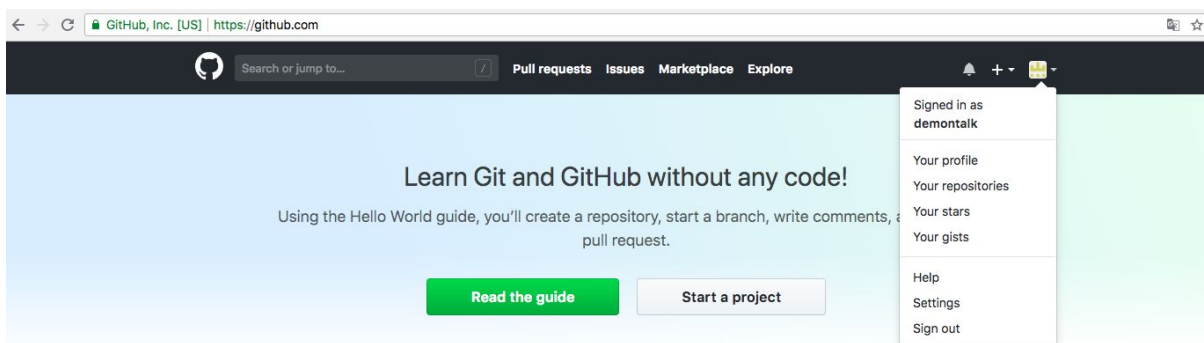 GitHub, Inc. [US] | https://github.com
Search or jump to... / Pull requests Issues Marketplace Explore
Signed in as
demontalk
Your profile
Your repositories
Your stars
Your gists
Help
Settings
Sign out
Learn Git and GitHub without any code!
Using the Hello World guide, you’ll create a repository, start a branch, write comments,
pull request.
Read the guide Start a project